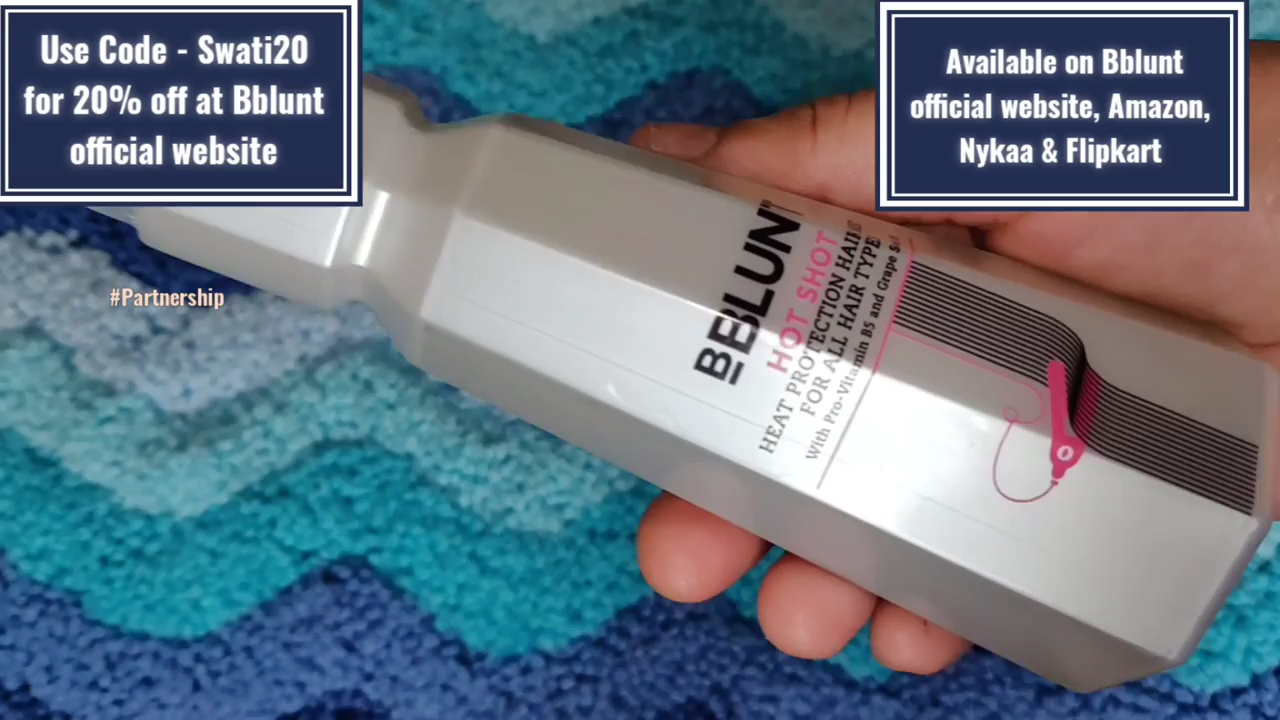 Use Code - Swati20
for 20% off at Bblunt
official website
Available on Bblunt
official website, Amazon,
Nykaa & Flipkart
#Partnership
BBLUNT
HOT SHOT
HEAT PROTECTION HAIR
FOR ALL HAIR TYPES
With Pro-Vitamin B5 and Grape